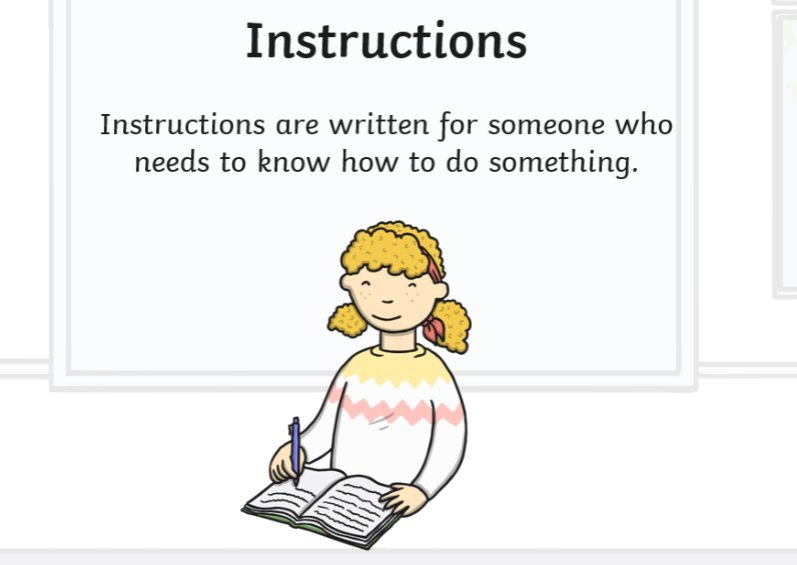 Instructions
Instructions are written for someone who
needs to know how to do something.